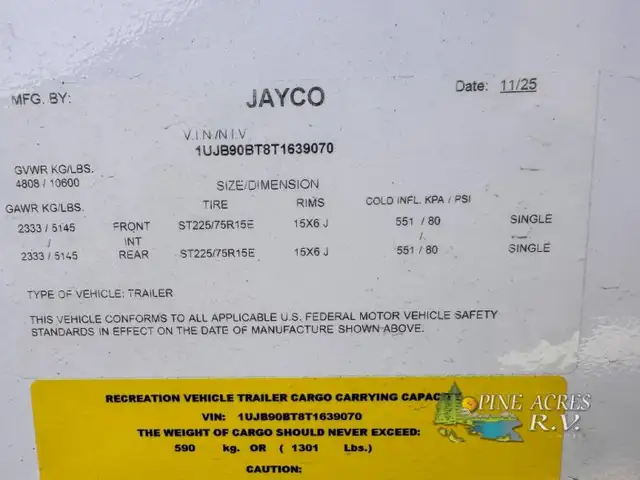 MFG. BY: JAYCO Date: 11/25
V.I.N/N.I.V
1UJB90BT8T1639070
GVWR KG/LBS.
4808 / 10600
SIZE/DIMENSION
GAWR KG/LBS. TIRE RIMS COLD INFL. KPA / PSI
2333 / 5145 FRONT ST225/75R15E 15X6 J 551 / 80 SINGLE
/ INT /
2333 / 5145 REAR ST225/75R15E 15X6 J 551 / 80 SINGLE
TYPE OF VEHICLE: TRAILER
THIS VEHICLE CONFORMS TO ALL APPLICABLE U.S. FEDERAL MOTOR VEHICLE SAFETY
STANDARDS IN EFFECT ON THE DATE OF MANUFACTURE SHOWN ABOVE.
RECREATION VEHICLE TRAILER CARGO CARRYING CAPACITY
VIN: 1UJB90BT8T1639070
THE WEIGHT OF CARGO SHOULD NEVER EXCEED:
590 kg. OR ( 1301 Lbs.)
CAUTION:
PINE ACRES
R.V.